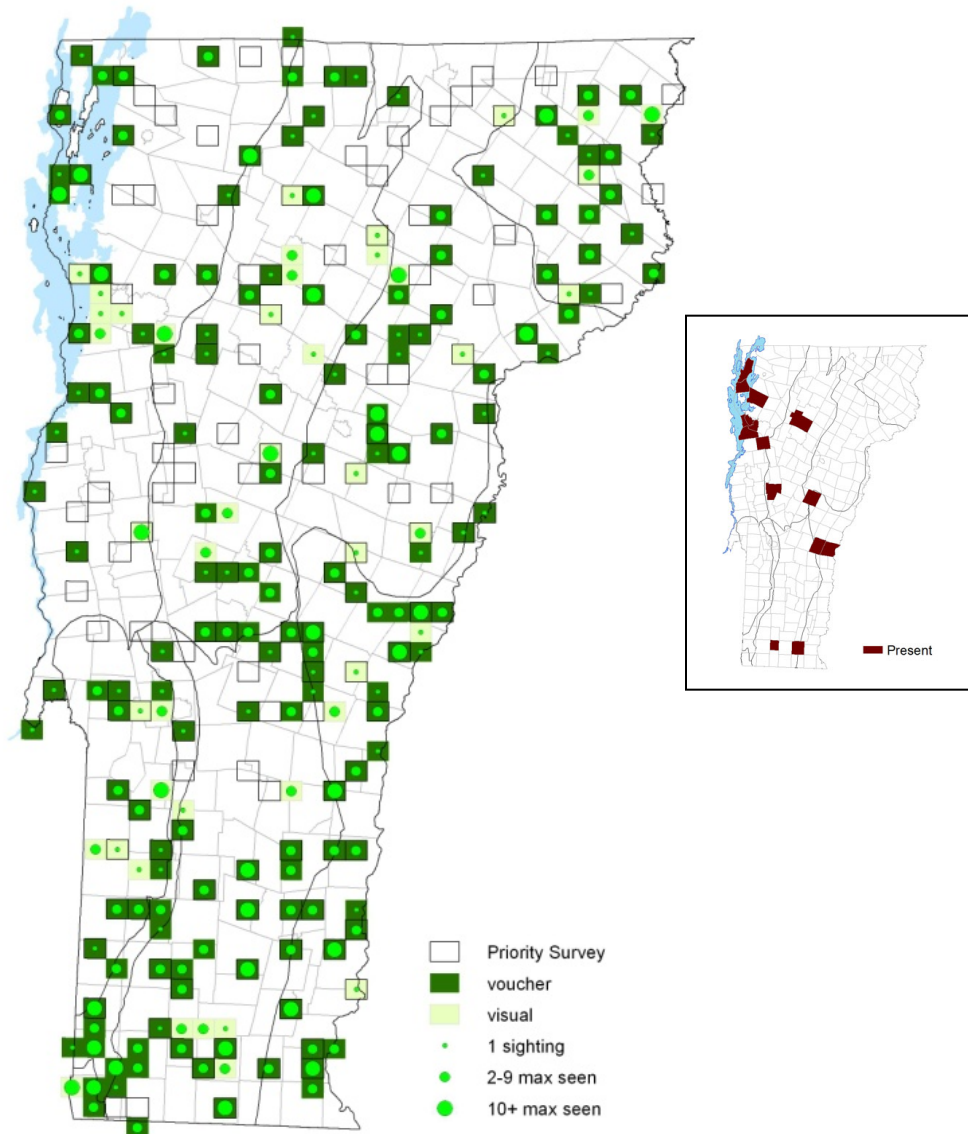 Present
Priority Survey
voucher
visual
1 sighting
2-9 max seen
10+ max seen